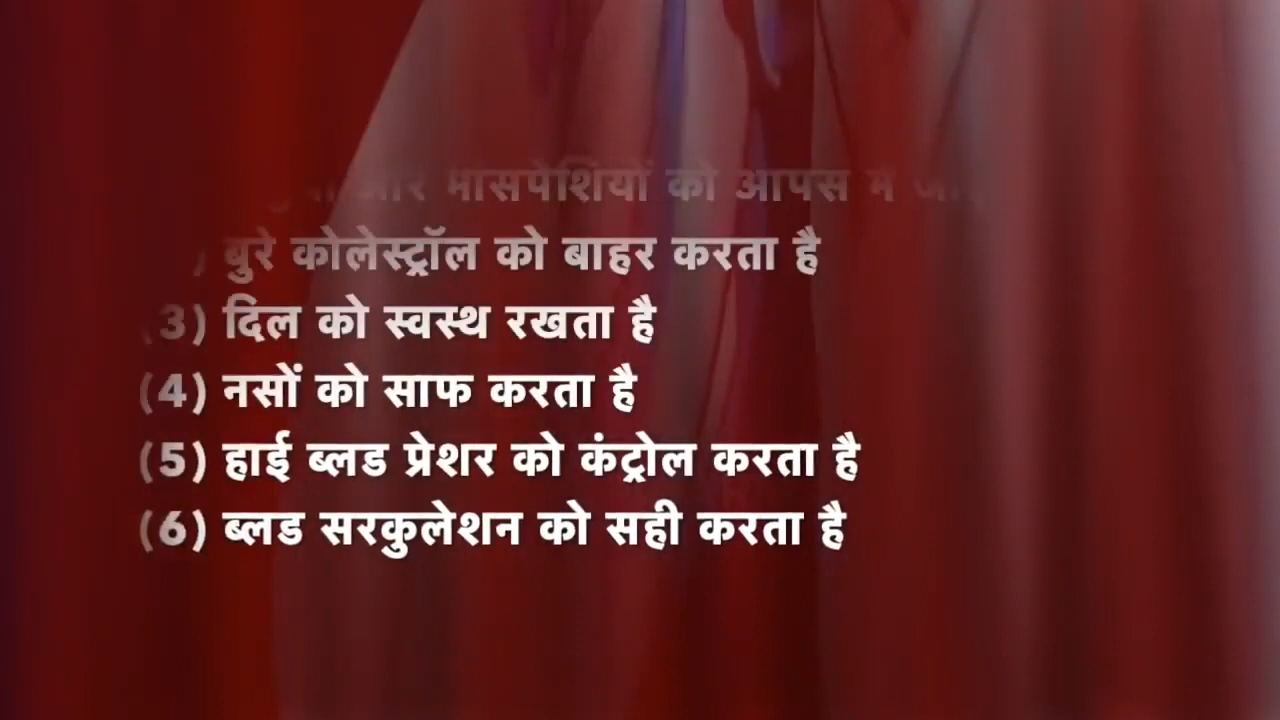 और मांसपेशियों को आपस में
) बुरे कोलेस्ट्रॉल को बाहर करता है
(3) दिल को स्वस्थ रखता है
(4) नसों को साफ करता है
(5) हाई ब्लड प्रेशर को कंट्रोल करता है
(6) ब्लड सरकुलेशन को सही करता है